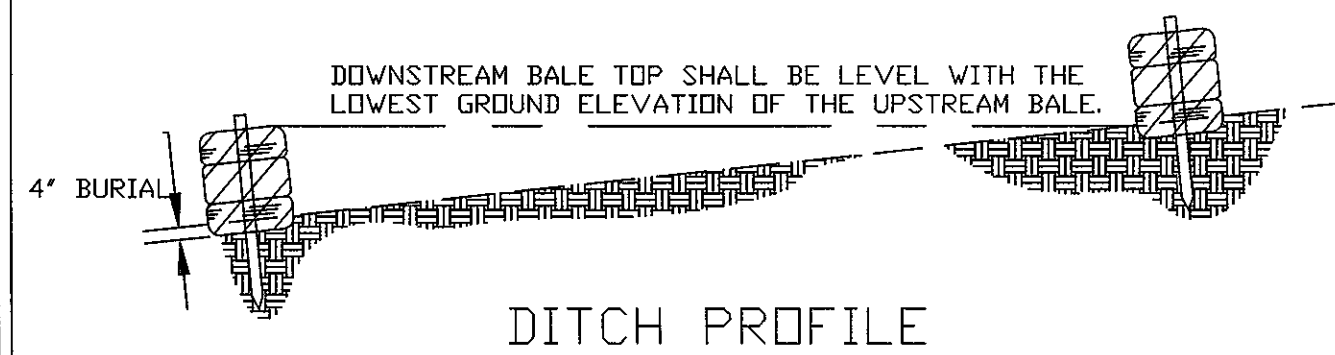 DOWNSTREAM BALE TOP SHALL BE LEVEL WITH THE
LOWEST GROUND ELEVATION OF THE UPSTREAM BALE.
4" BURIAL
DITCH PROFILE